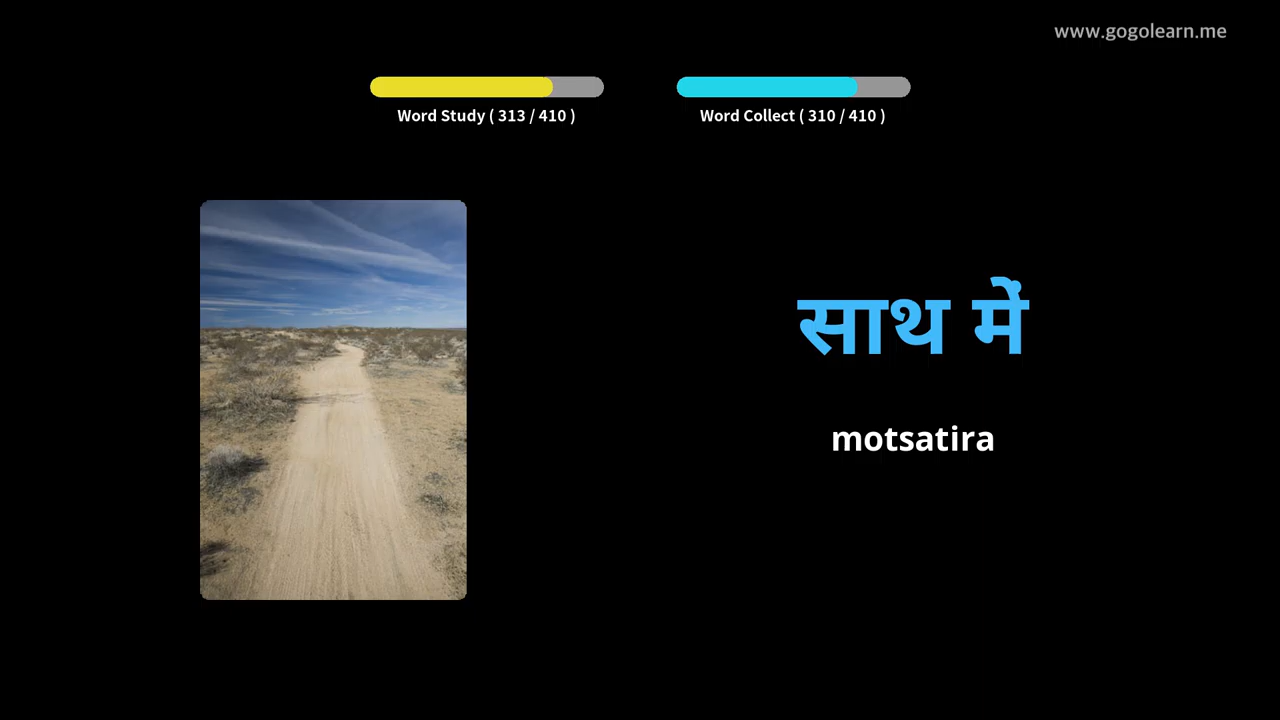 www.gogolearn.me
Word Study ( 313 / 410 )
Word Collect ( 310 / 410 )
साथ में
motsatira